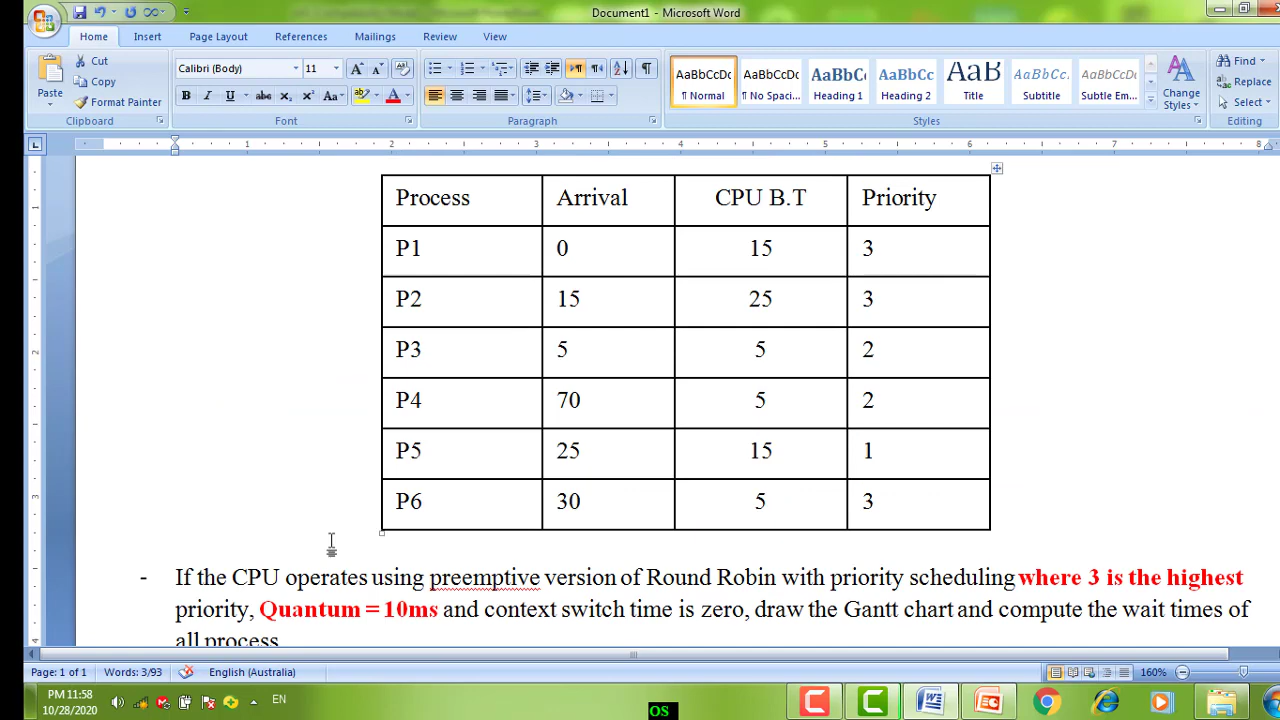 Document1 - Microsoft Word
Home Insert Page Layout References Mailings Review View
Paste
Cut
Copy
Format Painter
Clipboard
Calibri (Body) 11
Font
Paragraph
AaBbCcDc AaBbCcDc AaBbC₍ AaBbCc AaB AaBbCc. AaBbCcDc
¶ Normal ¶ No Spaci... Heading 1 Heading 2 Title Subtitle Subtle Em...
Styles
Change Styles
Find
Replace
Select
Editing
Process Arrival CPU B.T Priority
P1 0 15 3
P2 15 25 3
P3 5 5 2
P4 70 5 2
P5 25 15 1
P6 30 5 3
- If the CPU operates using preemptive version of Round Robin with priority scheduling where 3 is the highest
priority, Quantum = 10ms and context switch time is zero, draw the Gantt chart and compute the wait times of
all process
Page: 1 of 1 Words: 3/93 English (Australia) 160%
PM 11:58
10/28/2020
EN
OS